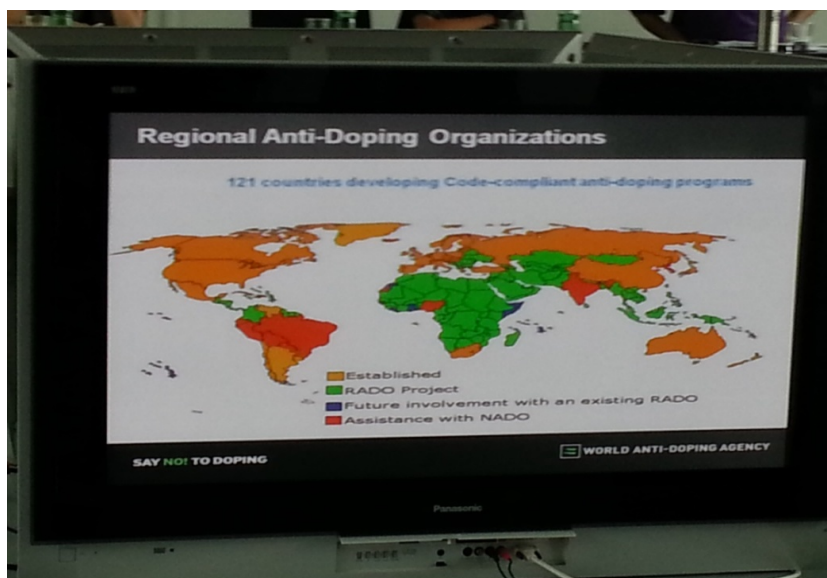 Regional Anti-Doping Organizations
121 countries developing Code-compliant anti-doping programs
Established
RADO Project
Future involvement with an existing RADO
Assistance with NADO
SAY NO! TO DOPING
WORLD ANTI-DOPING AGENCY
Panasonic